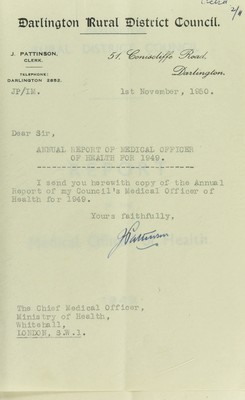 Darlington Rural District Council.
J. PATTINSON,
CLERK.
TELEPHONE:
DARLINGTON 2852.
51, Coniscliffe Road,
Darlington.
JP/IM.
1st November, 1950.
Dear Sir,
ANNUAL REPORT OF MEDICAL OFFICER
OF HEALTH FOR 1949.
I send you herewith copy of the Annual
Report of my Council's Medical Officer of
Health for 1949.
Yours faithfully,
J Pattinson
The Chief Medical Officer,
Ministry of Health,
Whitehall,
LONDON, S.W.1.